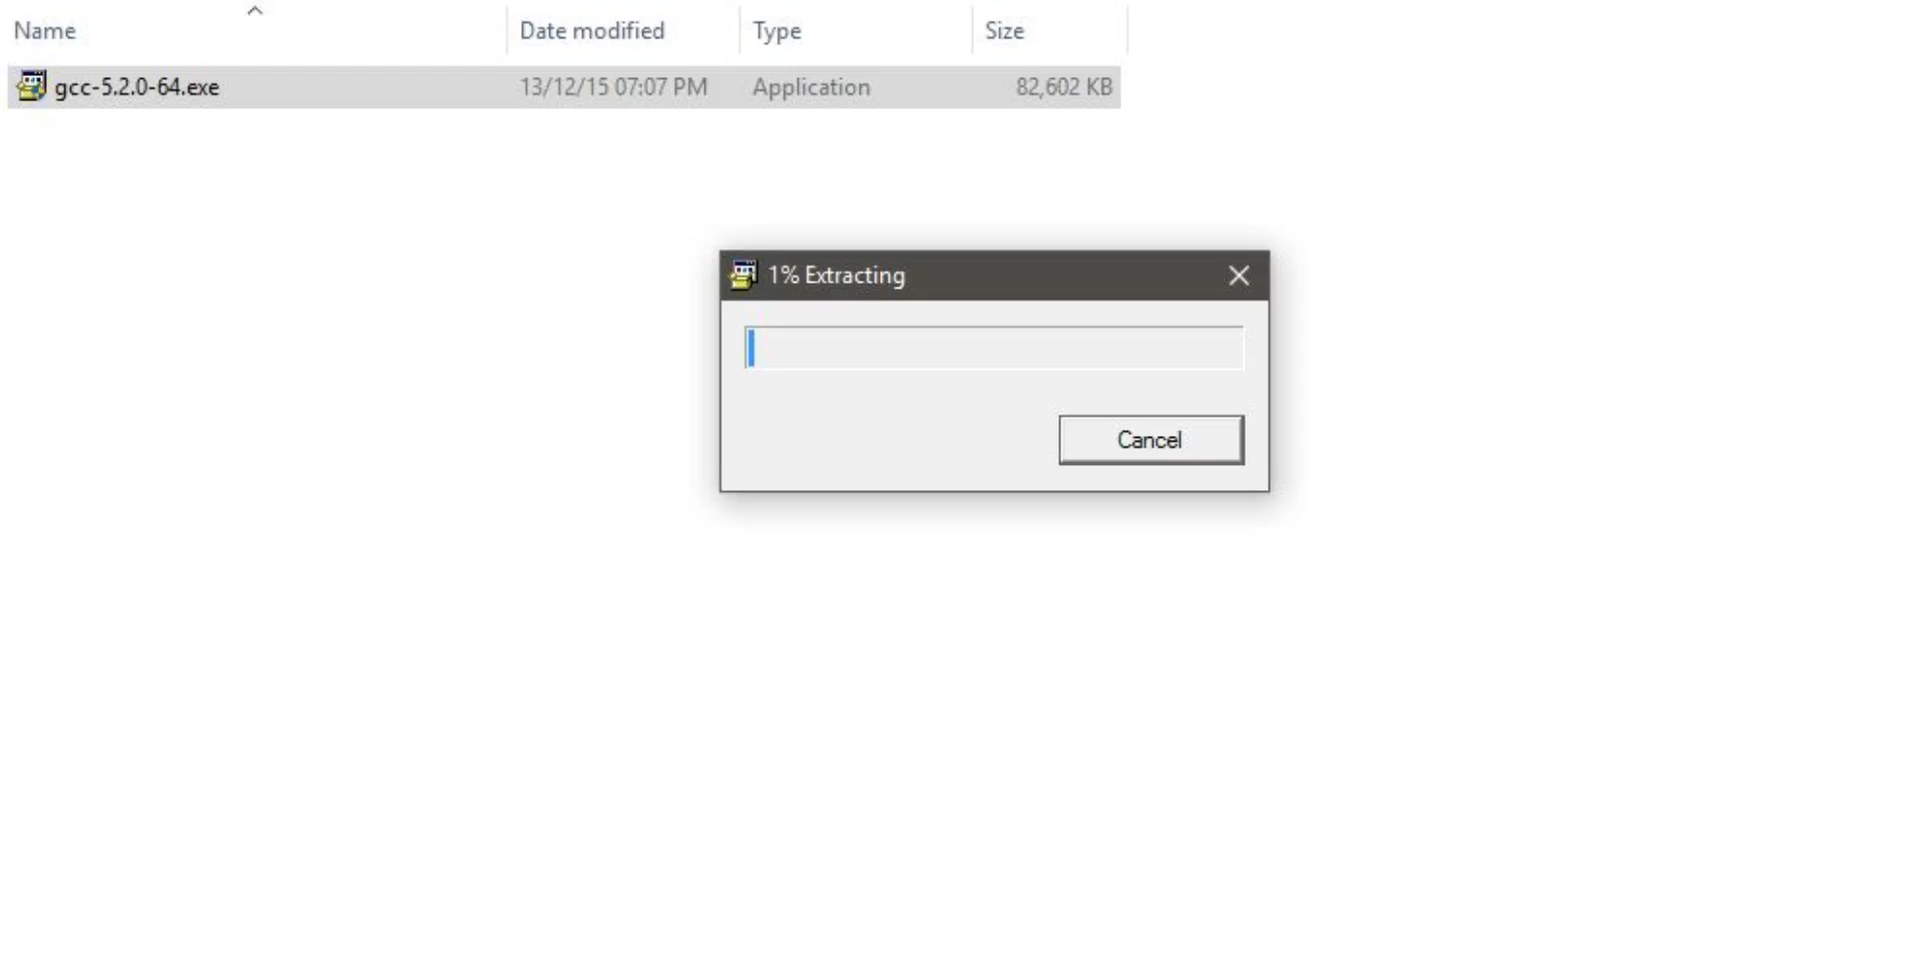 Name Date modified Type Size
gcc-5.2.0-64.exe 13/12/15 07:07 PM Application 82,602 KB
1% Extracting
Cancel